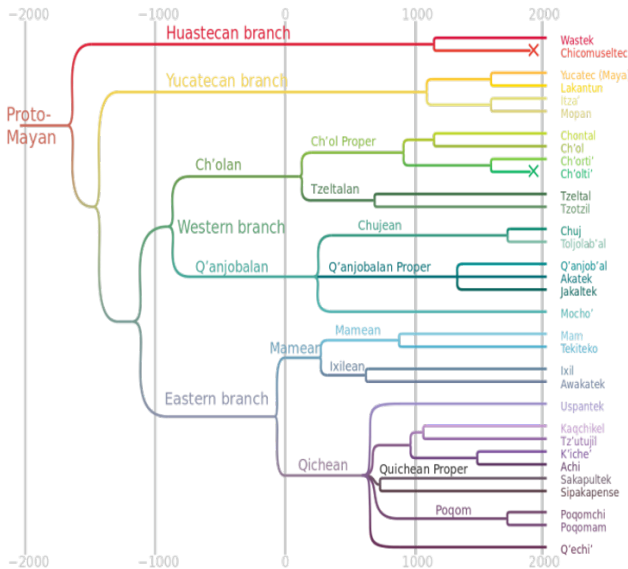 −2000 −1000 0 1000 2000
Huastecan branch
Wastek
Chicomuseltec
Yucatecan branch
Yucatec (Maya
Lakantun
Itza’
Mopan
Proto-
Mayan
Ch’ol Proper
Chontal
Ch’ol
Ch’olan
Ch’orti’
Ch’olti’
Tzeltalan
Tzeltal
Tzotzil
Western branch
Chujean
Chuj
Toljolab’al
Q’anjobalan
Q’anjobalan Proper
Q’anjob’al
Akatek
Jakaltek
Mocho’
Mamean
Mamean
Mam
Tekiteko
Ixilean
Ixil
Awakatek
Eastern branch
Uspantek
Kaqchikel
Tz’utujil
K’iche’
Achi
Qichean
Quichean Proper
Sakapultek
Sipakapense
Poqom
Poqomchi
Poqomam
Q’echi’
−2000 −1000 0 1000 2000